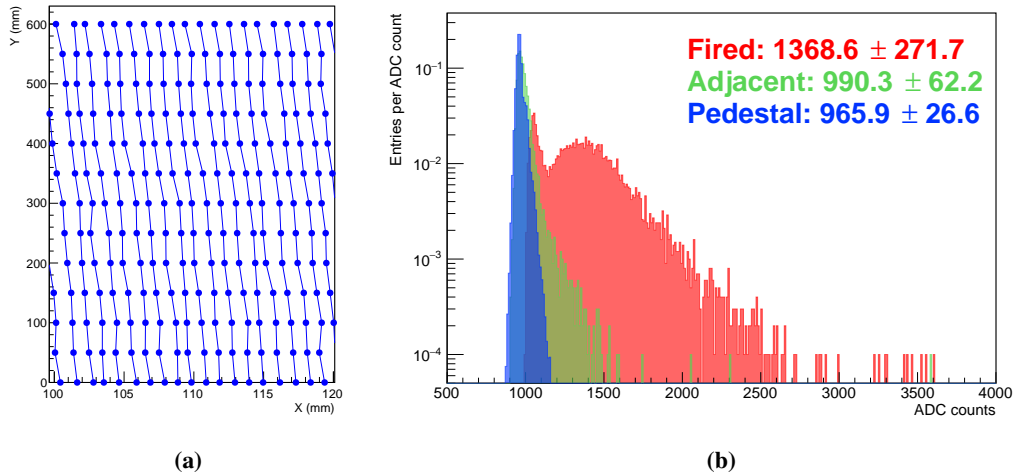 Y (mm)
600
500
400
300
200
100
0
100
105
110
115
120
X (mm)
(a)
Entries per ADC count
10⁻¹
10⁻²
10⁻³
10⁻⁴
Fired: 1368.6 ± 271.7
Adjacent: 990.3 ± 62.2
Pedestal: 965.9 ± 26.6
500
1000
1500
2000
2500
3000
3500
4000
ADC counts
(b)